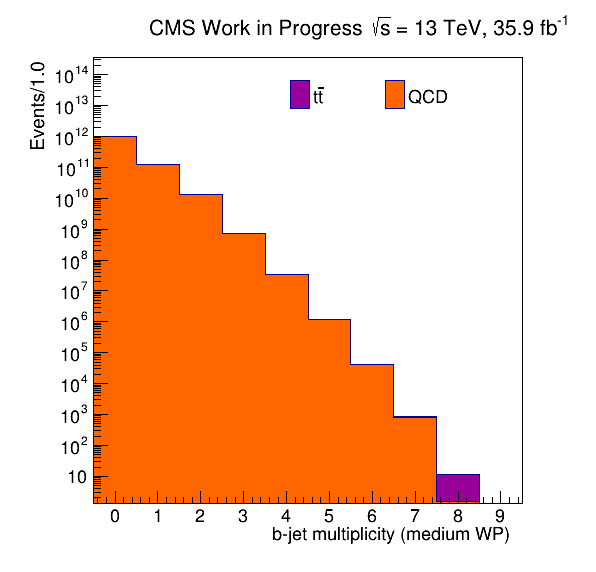 CMS Work in Progress √s = 13 TeV, 35.9 fb⁻¹
Events/1.0
tt̄
QCD
10¹⁴
10¹³
10¹²
10¹¹
10¹⁰
10⁹
10⁸
10⁷
10⁶
10⁵
10⁴
10³
10²
10
0 1 2 3 4 5 6 7 8 9
b-jet multiplicity (medium WP)